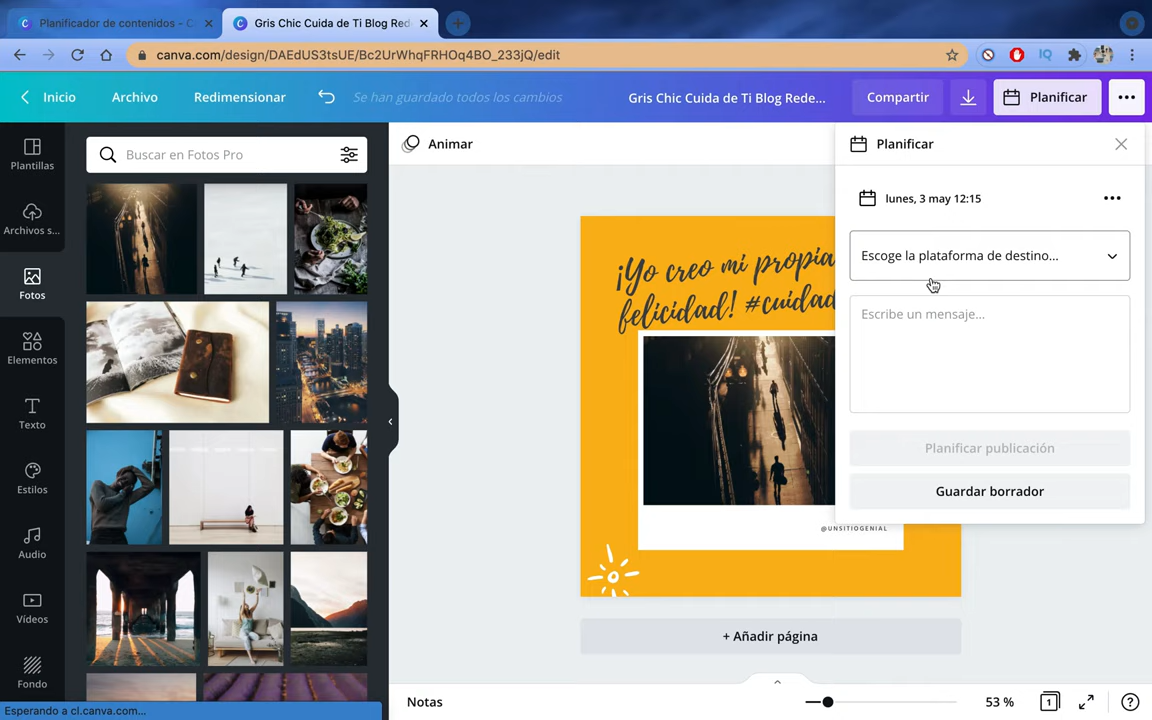 Planificador de contenidos - C
Gris Chic Cuida de Ti Blog Rede
canva.com/design/DAEdUS3tsUE/Bc2UrWhqFRHOq4BO_233jQ/edit
IQ
Inicio
Archivo
Redimensionar
Se han guardado todos los cambios
Gris Chic Cuida de Ti Blog Rede...
Compartir
Planificar
Plantillas
Archivos s...
Fotos
Elementos
Texto
Estilos
Audio
Vídeos
Fondo
Buscar en Fotos Pro
Animar
¡Yo creo mi propia
felicidad! #cuidad
@UNSITIOGENIAL
+ Añadir página
Planificar
lunes, 3 may 12:15
Escoge la plataforma de destino...
Escribe un mensaje...
Planificar publicación
Guardar borrador
Esperando a cl.canva.com...
Notas
53 %
1